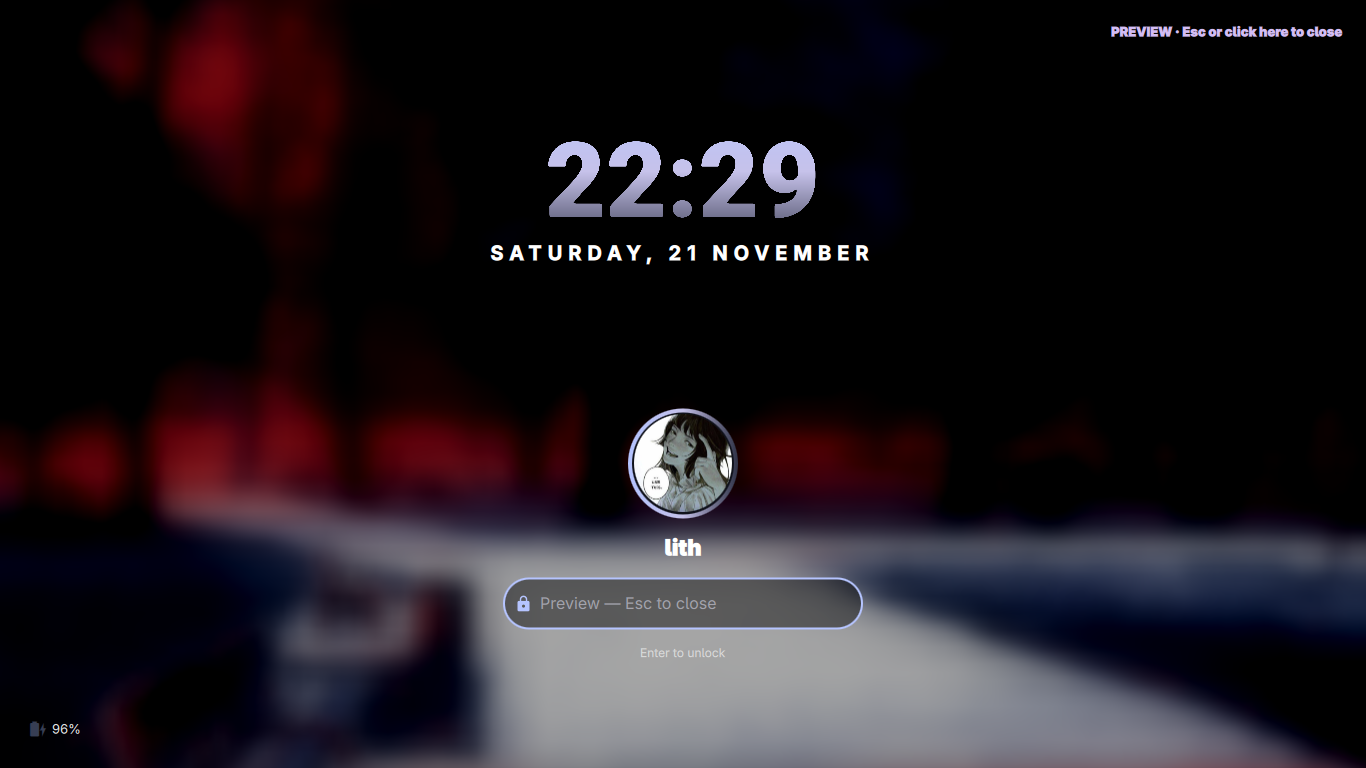 PREVIEW · Esc or click here to close
22:29
SATURDAY, 21 NOVEMBER
lith
Preview — Esc to close
Enter to unlock
96%